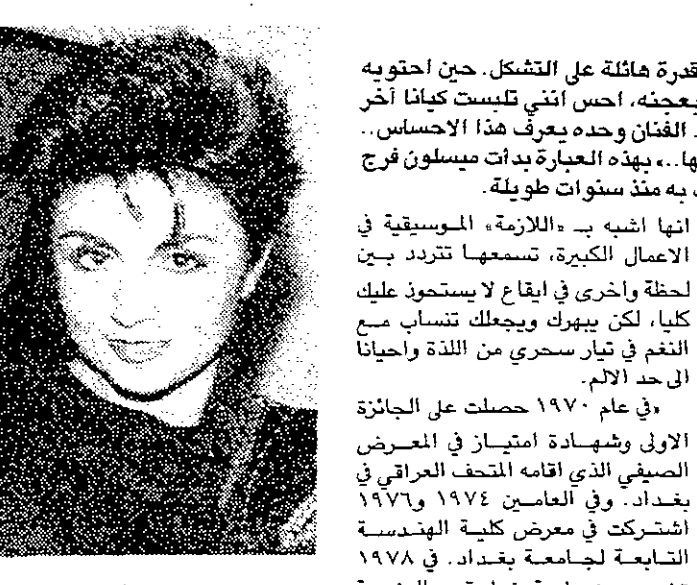 قدرة هائلة على التشكل. حين احتويه
يعجنه، احس انني تلبست كيانا آخر
الفنان وحده يعرف هذا الاحساس..
ها..» بهذه العبارة بدأت ميسلون فرج
به منذ سنوات طويلة.
انها اشبه بـ «اللازمة» الموسيقية في
الاعمال الكبيرة، تسمعها تتردد بين
لحظة واخرى في ايقاع لا يستحوذ عليك
كليا، لكن يبهرك ويجعلك تنساب مع
النغم في تيار سحري من اللذة واحيانا
الى حد الالم.
«في عام ١٩٧٠ حصلت على الجائزة
الاولى وشهادة امتياز في المعرض
الصيفي الذي اقامه المتحف العراقي في
بغداد. وفي العامين ١٩٧٤ و١٩٧٦
اشتركت في معرض كلية الهندسة
التابعة لجامعة بغداد. في ١٩٧٨